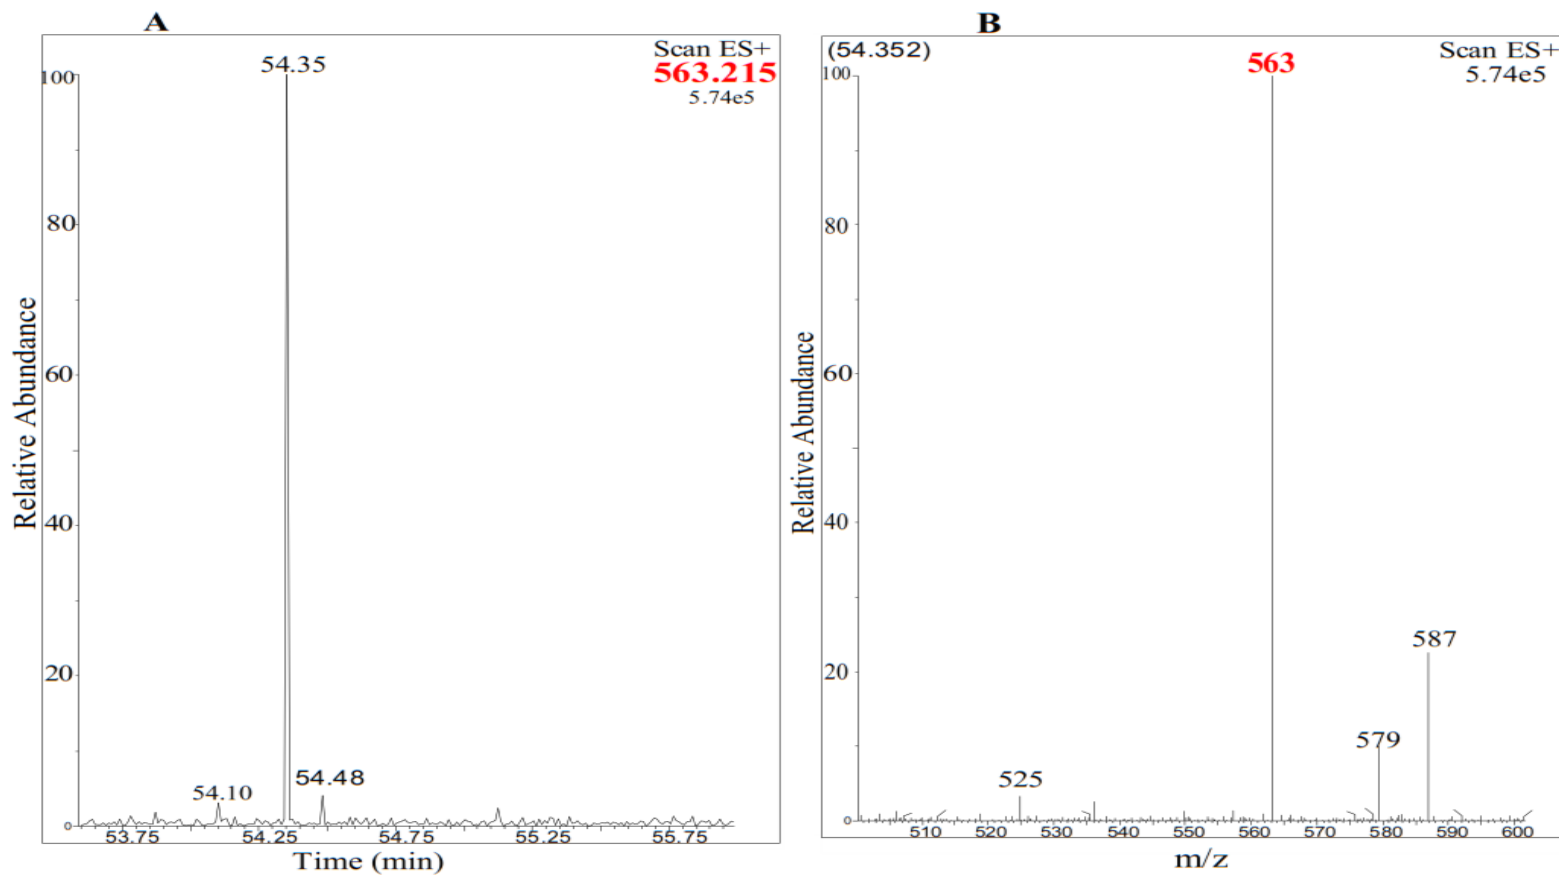 A
Scan ES+
563.215
5.74e5
54.35
100
80
60
40
20
0
54.10
54.48
53.75 54.25 54.75 55.25 55.75
Time (min)
Relative Abundance
B
(54.352)
Scan ES+
5.74e5
563
100
80
60
40
20
0
587
579
525
510 520 530 540 550 560 570 580 590 600
m/z
Relative Abundance